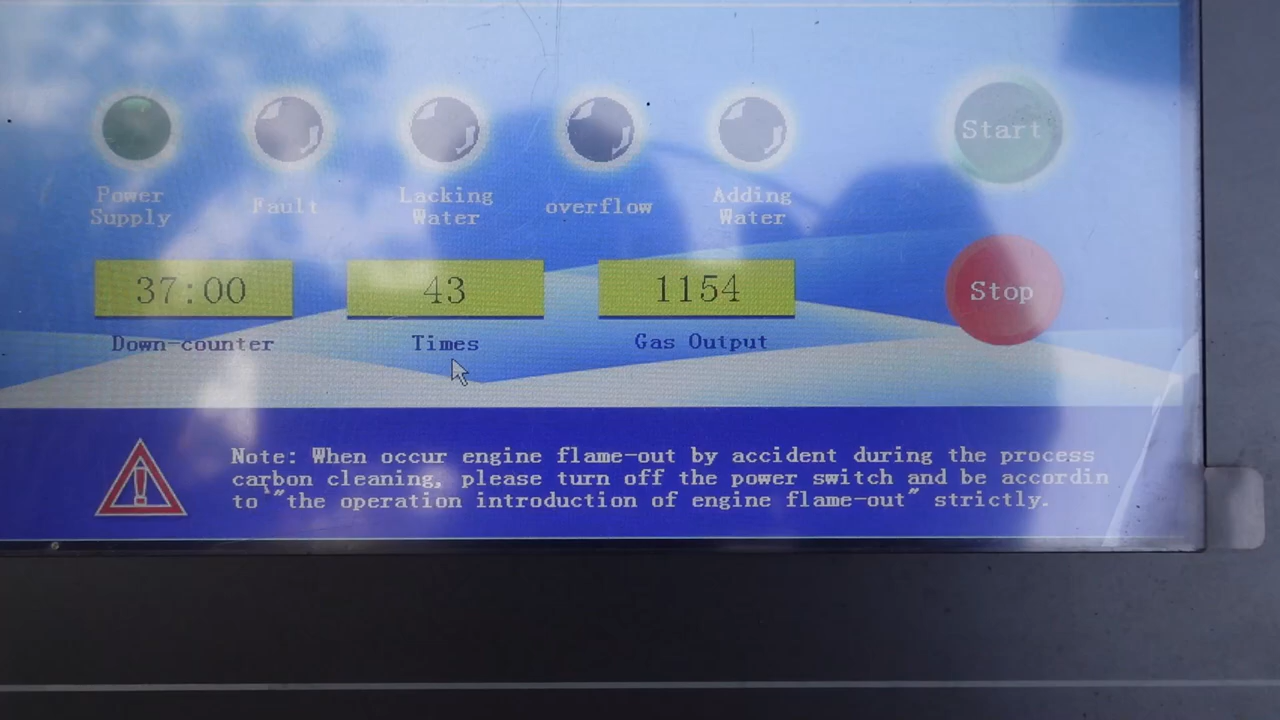 Start
Power Supply
Fault
Lacking Water
overflow
Adding Water
37:00
43
1154
Stop
Down-counter
Times
Gas Output
Note: When occur engine flame-out by accident during the process
carbon cleaning, please turn off the power switch and be accordin
to "the operation introduction of engine flame-out" strictly.